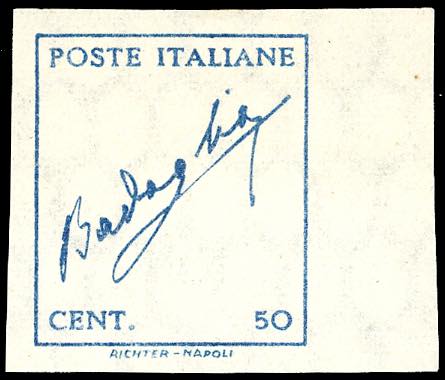 POSTE ITALIANE
Badoglio
CENT. 50
RICHTER-NAPOLI